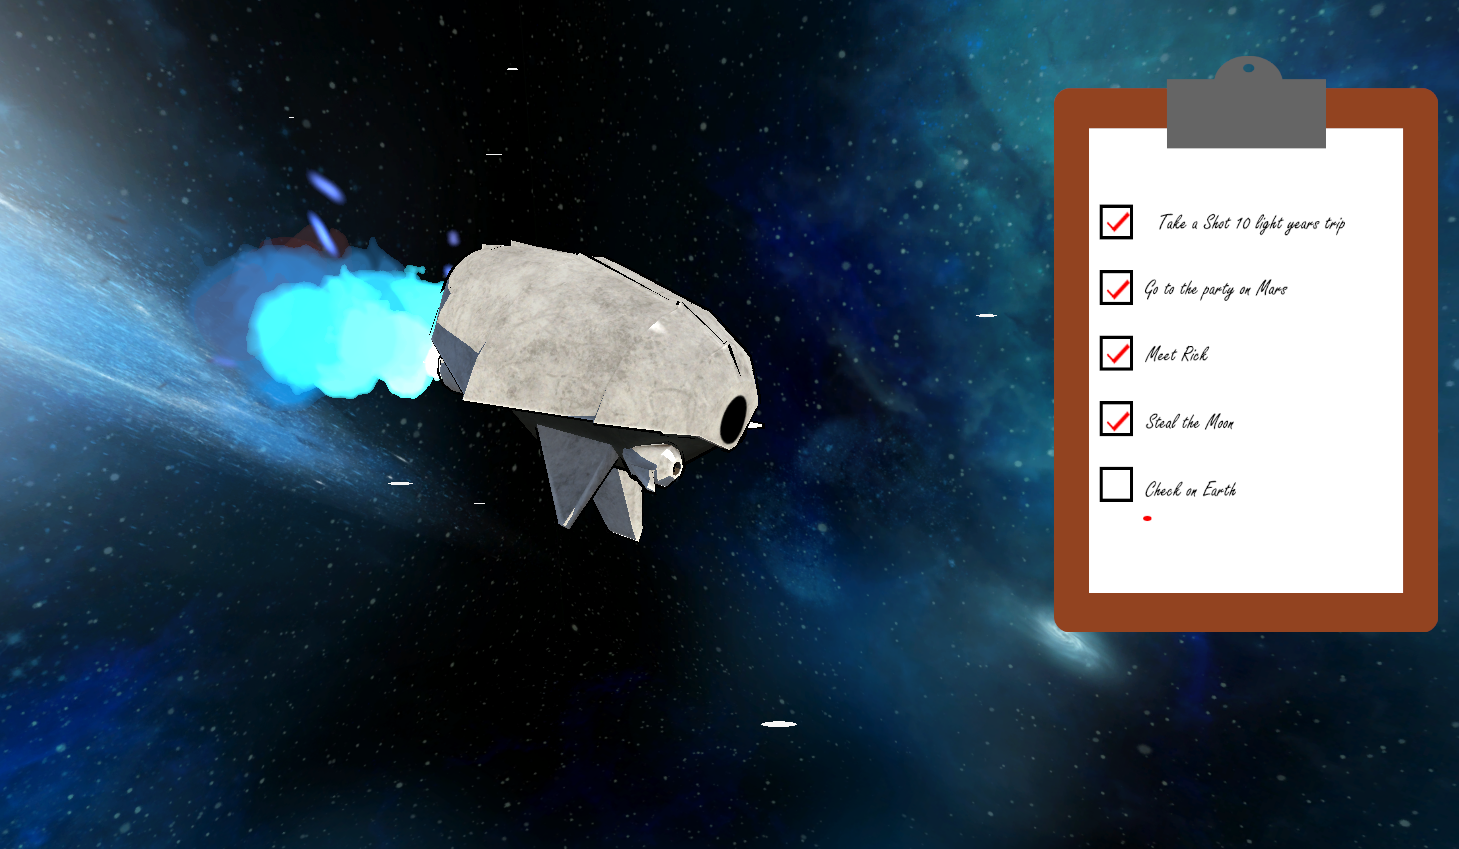 Take a Shot 10 light years trip
Go to the party on Mars
Meet Rick
Steal the Moon
Check on Earth